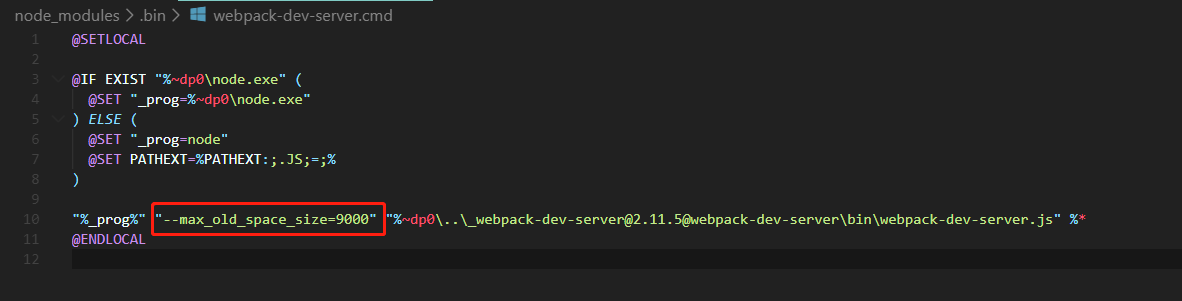 node_modules > .bin > webpack-dev-server.cmd
1 @SETLOCAL
2
3 @IF EXIST "%~dp0\node.exe" (
4 @SET "_prog=%~dp0\node.exe"
5 ) ELSE (
6 @SET "_prog=node"
7 @SET PATHEXT=%PATHEXT:;.JS;=;%
8 )
9
10 "%_prog%" "--max_old_space_size=9000" "%~dp0\..\_webpack-dev-server@2.11.5@webpack-dev-server\bin\webpack-dev-server.js" %*
11 @ENDLOCAL
12